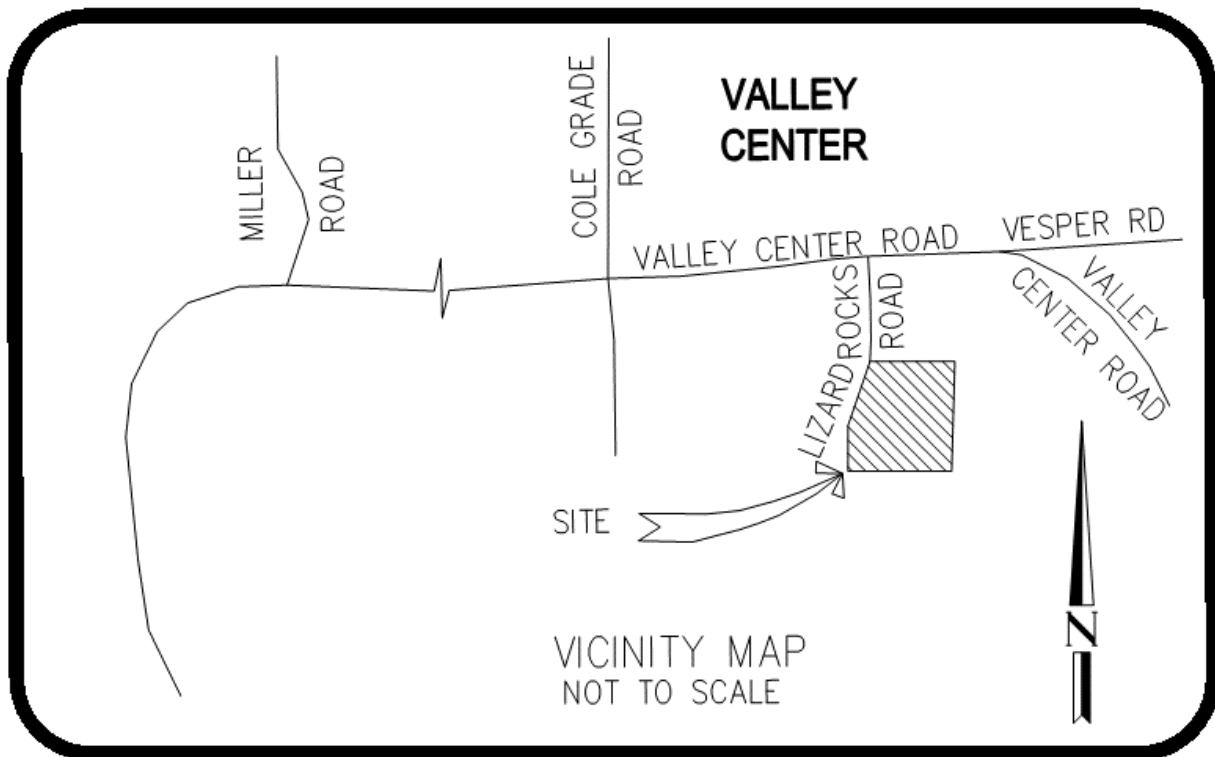 VALLEY
CENTER
MILLER
ROAD
COLE GRADE
ROAD
VALLEY CENTER ROAD
VESPER RD
VALLEY
CENTER ROAD
LIZARD ROCKS
ROAD
SITE
N
VICINITY MAP
NOT TO SCALE